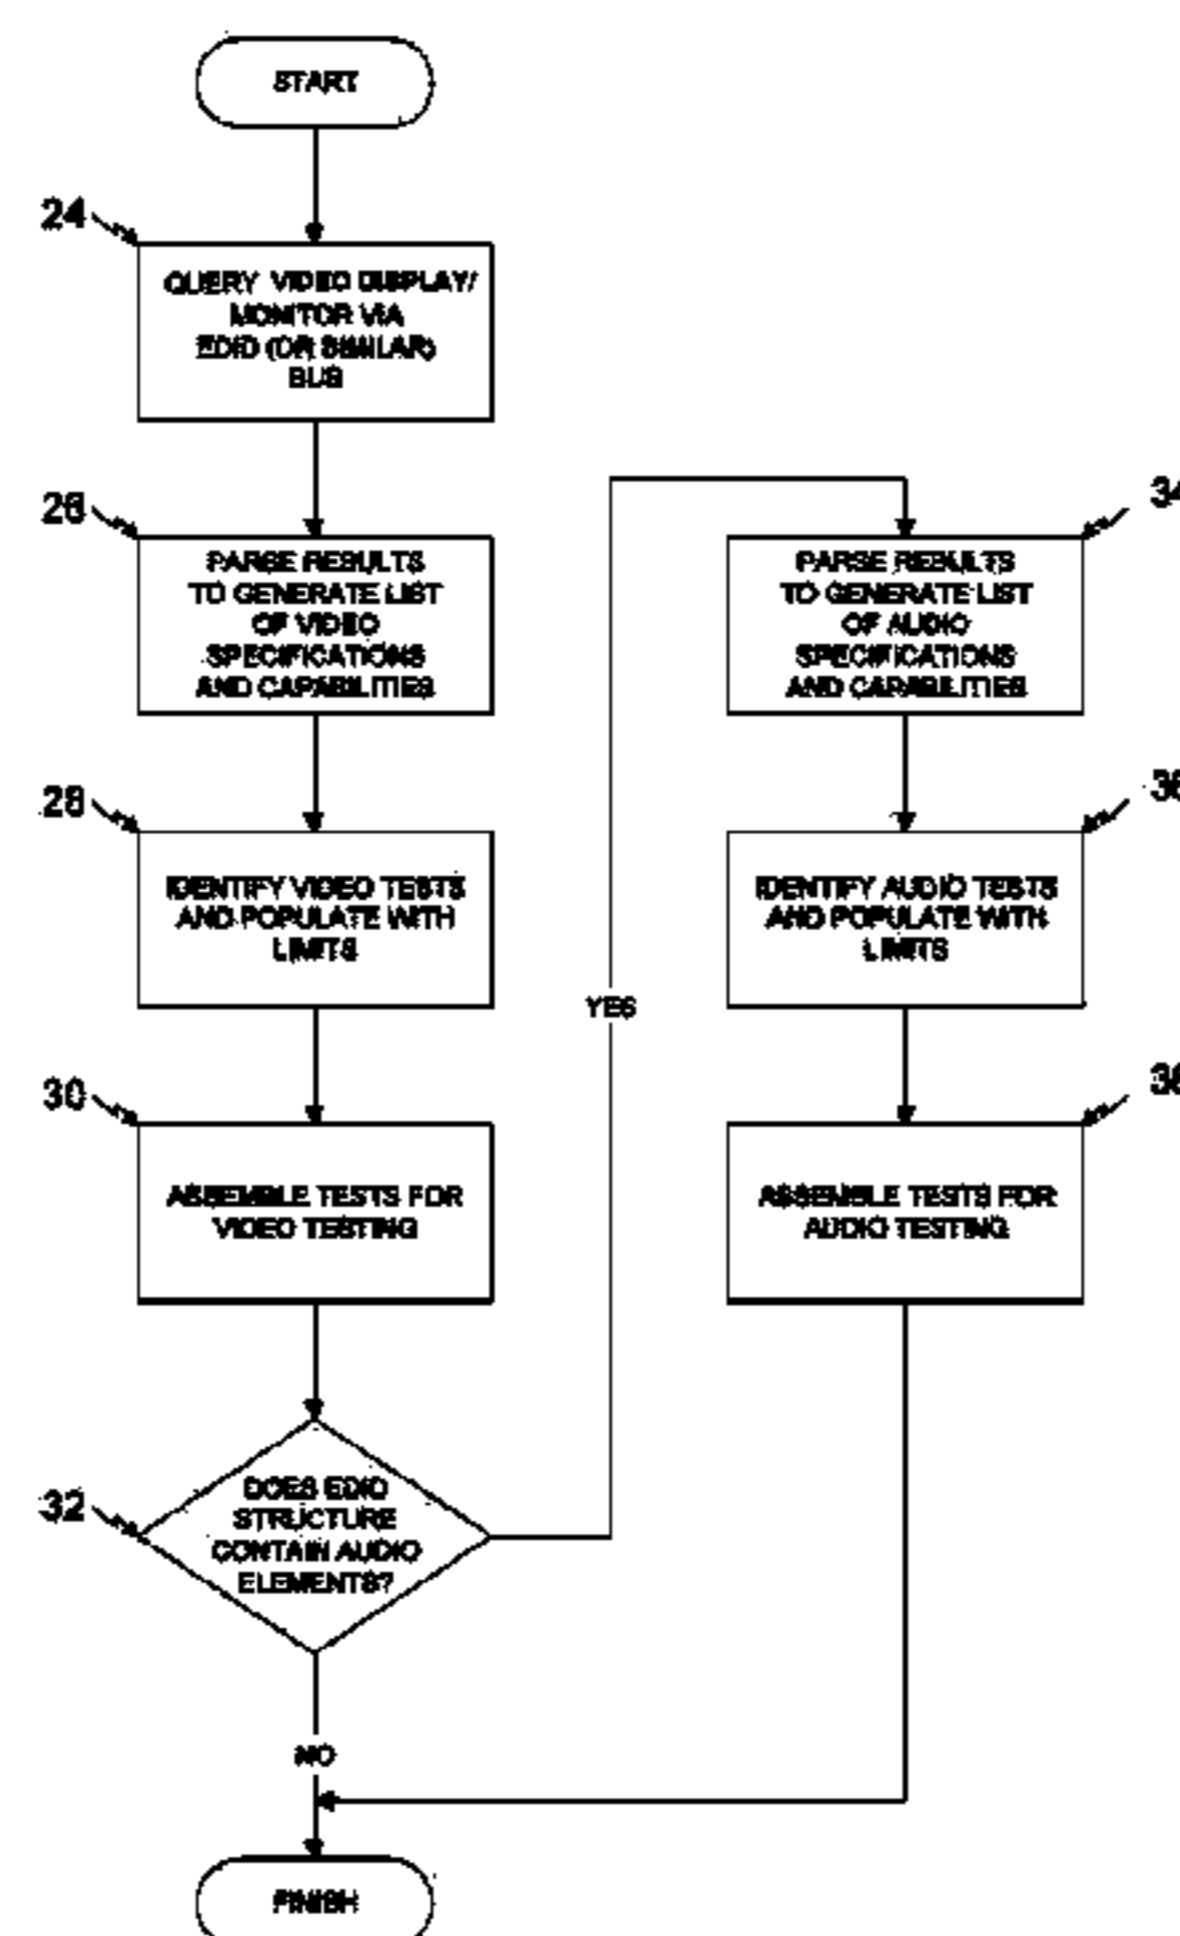 START
24
QUERY VIDEO DISPLAY/
MONITOR VIA
EDID (OR SIMILAR)
BUS
26
PARSE RESULTS
TO GENERATE LIST
OF VIDEO
SPECIFICATIONS
AND CAPABILITIES
28
IDENTIFY VIDEO TESTS
AND POPULATE WITH
LIMITS
30
ASSEMBLE TESTS FOR
VIDEO TESTING
32
DOES EDID
STRUCTURE
CONTAIN AUDIO
ELEMENTS?
YES
34
PARSE RESULTS
TO GENERATE LIST
OF AUDIO
SPECIFICATIONS
AND CAPABILITIES
36
IDENTIFY AUDIO TESTS
AND POPULATE WITH
LIMITS
38
ASSEMBLE TESTS FOR
AUDIO TESTING
NO
FINISH